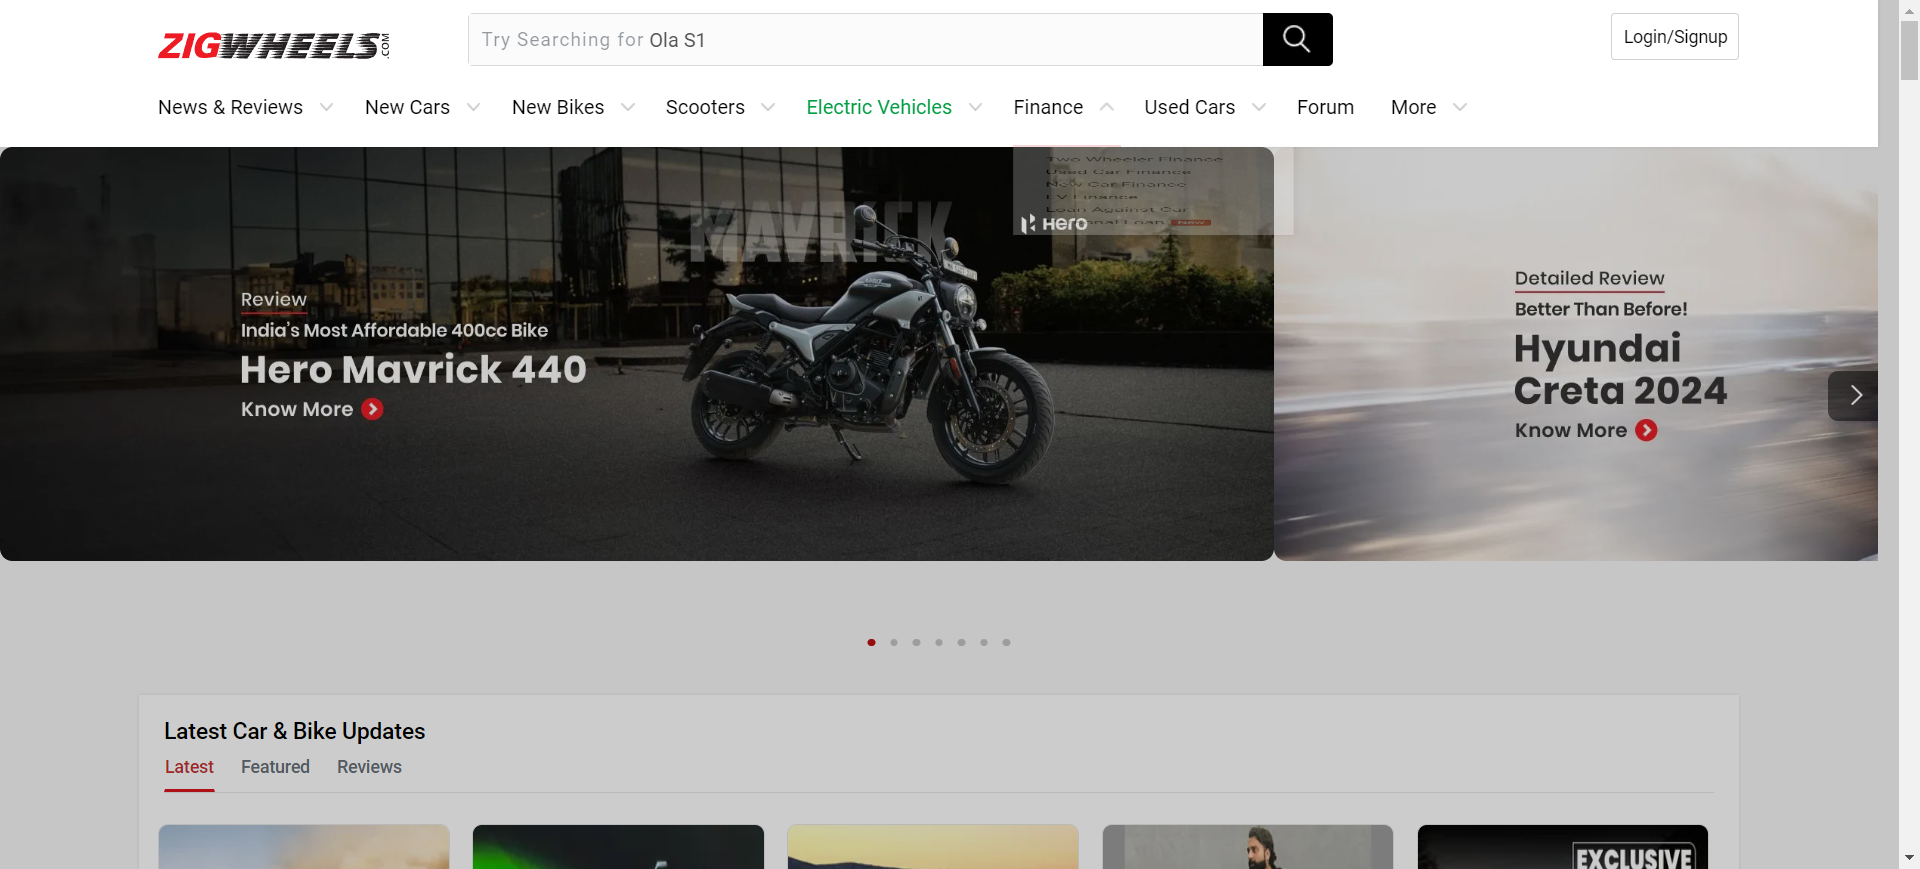 ZIGWHEELS.COM
Try Searching for Ola S1
Login/Signup
News & Reviews
New Cars
New Bikes
Scooters
Electric Vehicles
Finance
Used Cars
Forum
More
Two Wheeler Finance
Used Car Finance
New Car Finance
EV Finance
Loan Against Car
onal Loan New
MAVRICK
Hero
Review
India's Most Affordable 400cc Bike
Hero Mavrick 440
Know More
Detailed Review
Better Than Before!
Hyundai
Creta 2024
Know More
Latest Car & Bike Updates
Latest
Featured
Reviews
EXCLUSIVE